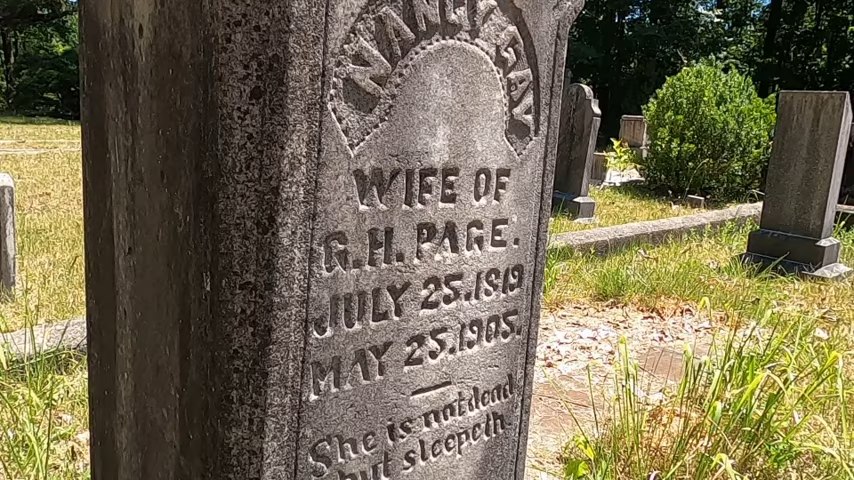 NANCY GAY
WIFE OF
G.H. PAGE.
JULY 25.1819
MAY 25.1905.
She is not dead
but sleepeth.